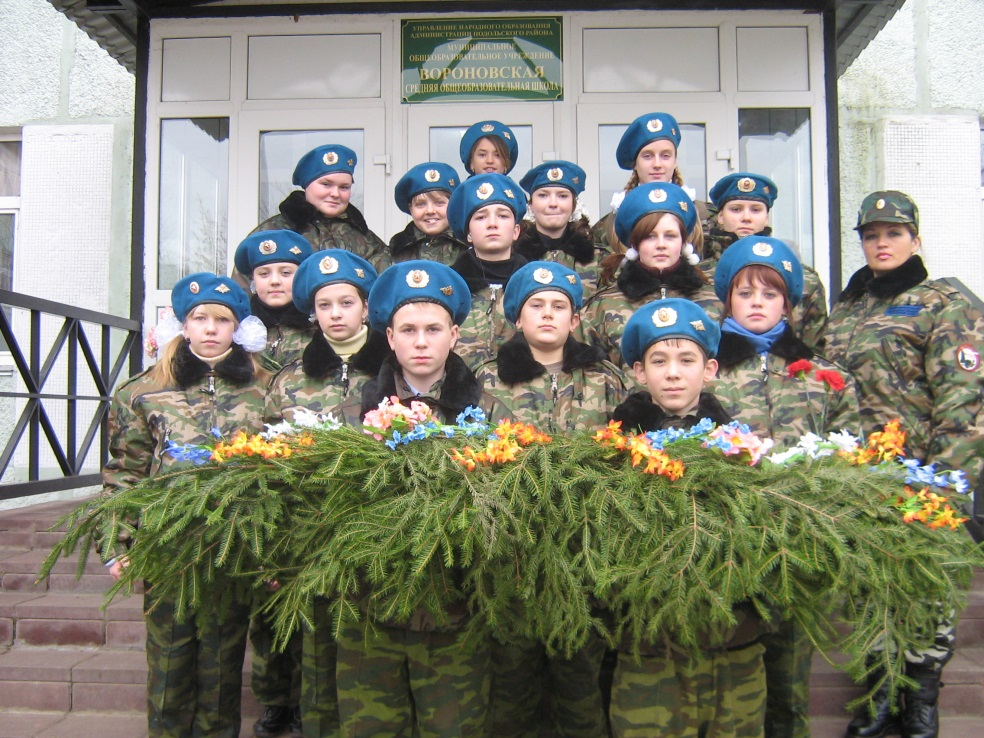 УПРАВЛЕНИЕ НАРОДНОГО ОБРАЗОВАНИЯ
АДМИНИСТРАЦИИ ПОДОЛЬСКОГО РАЙОНА
МУНИЦИПАЛЬНОЕ
ОБЩЕОБРАЗОВАТЕЛЬНОЕ УЧРЕЖДЕНИЕ
ВОРОНОВСКАЯ
СРЕДНЯЯ ОБЩЕОБРАЗОВАТЕЛЬНАЯ ШКОЛА